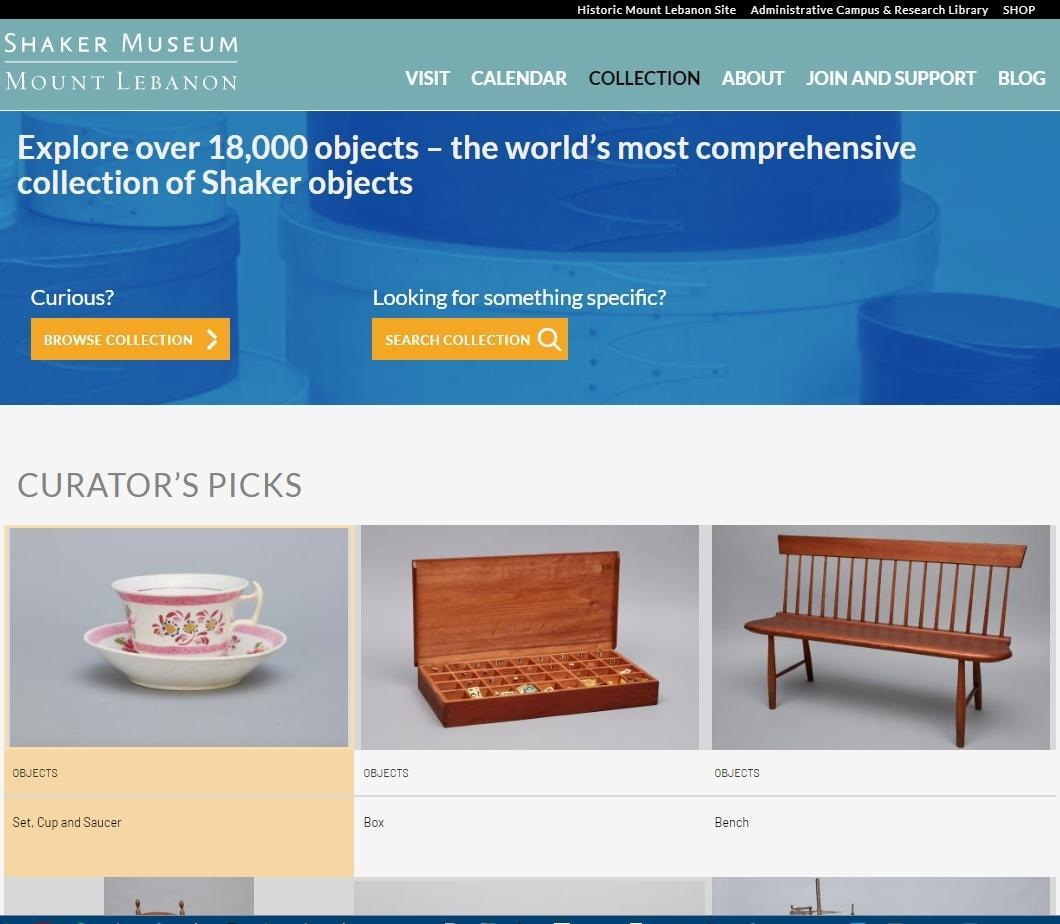 Historic Mount Lebanon Site Administrative Campus & Research Library SHOP
SHAKER MUSEUM
MOUNT LEBANON
VISIT CALENDAR COLLECTION ABOUT JOIN AND SUPPORT BLOG
Explore over 18,000 objects – the world’s most comprehensive
collection of Shaker objects
Curious?
BROWSE COLLECTION
Looking for something specific?
SEARCH COLLECTION
CURATOR’S PICKS
OBJECTS
Set, Cup and Saucer
OBJECTS
Box
OBJECTS
Bench